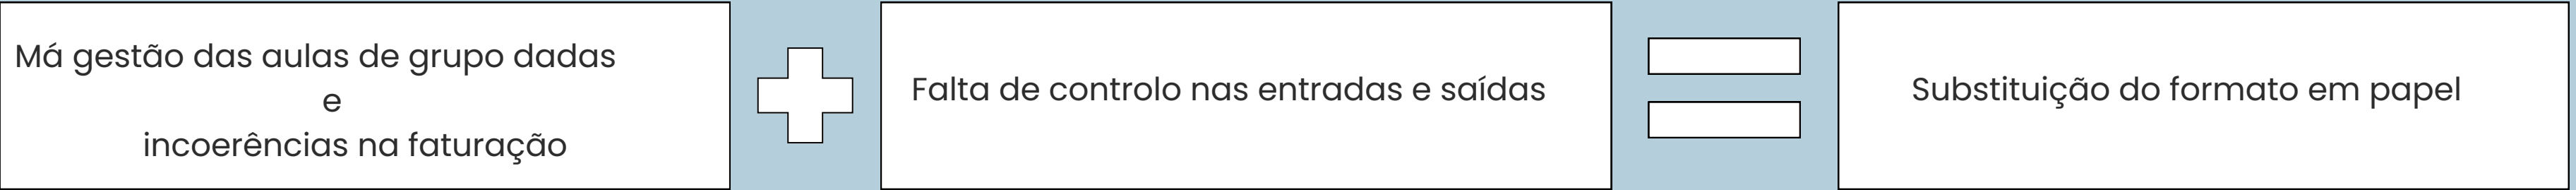 Má gestão das aulas de grupo dadas
e
incoerências na faturação
Falta de controlo nas entradas e saídas
Substituição do formato em papel